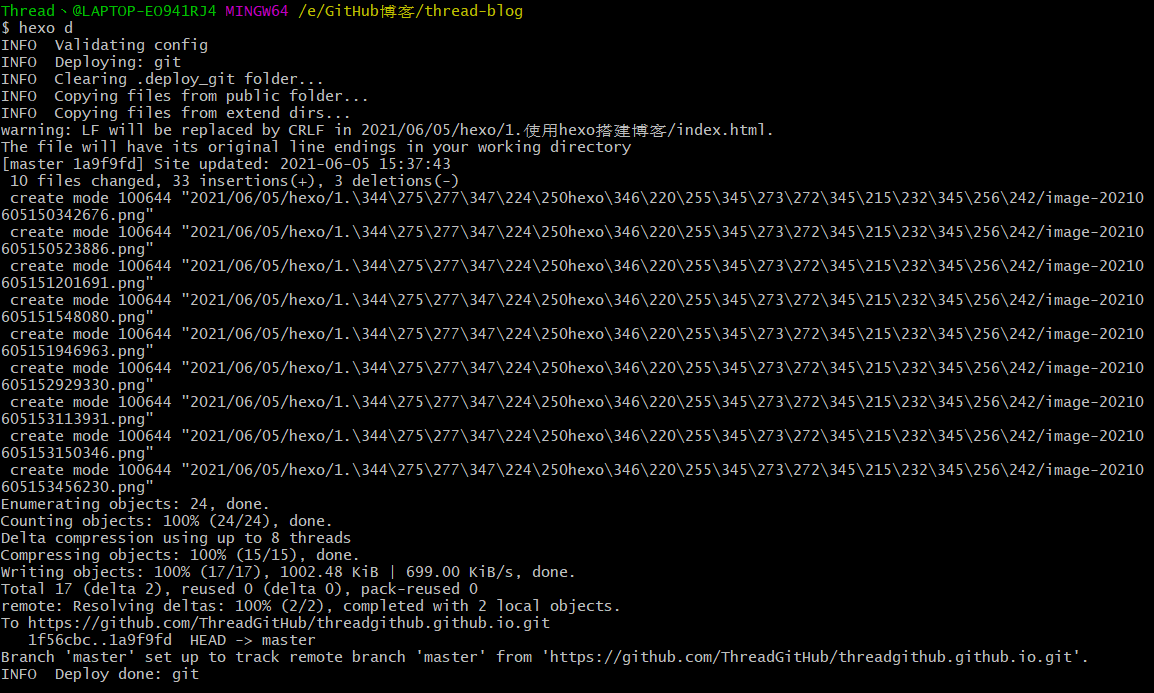 Thread、@LAPTOP-EO941RJ4 MINGW64 /e/GitHub博客/thread-blog
$ hexo d
INFO  Validating config
INFO  Deploying: git
INFO  Clearing .deploy_git folder...
INFO  Copying files from public folder...
INFO  Copying files from extend dirs...
warning: LF will be replaced by CRLF in 2021/06/05/hexo/1.使用hexo搭建博客/index.html.
The file will have its original line endings in your working directory
[master 1a9f9fd] Site updated: 2021-06-05 15:37:43
 10 files changed, 33 insertions(+), 3 deletions(-)
 create mode 100644 "2021/06/05/hexo/1.\344\275\277\347\224\250hexo\346\220\255\345\273\272\345\215\232\345\256\242/image-20210
605150342676.png"
 create mode 100644 "2021/06/05/hexo/1.\344\275\277\347\224\250hexo\346\220\255\345\273\272\345\215\232\345\256\242/image-20210
605150523886.png"
 create mode 100644 "2021/06/05/hexo/1.\344\275\277\347\224\250hexo\346\220\255\345\273\272\345\215\232\345\256\242/image-20210
605151201691.png"
 create mode 100644 "2021/06/05/hexo/1.\344\275\277\347\224\250hexo\346\220\255\345\273\272\345\215\232\345\256\242/image-20210
605151548080.png"
 create mode 100644 "2021/06/05/hexo/1.\344\275\277\347\224\250hexo\346\220\255\345\273\272\345\215\232\345\256\242/image-20210
605151946963.png"
 create mode 100644 "2021/06/05/hexo/1.\344\275\277\347\224\250hexo\346\220\255\345\273\272\345\215\232\345\256\242/image-20210
605152929330.png"
 create mode 100644 "2021/06/05/hexo/1.\344\275\277\347\224\250hexo\346\220\255\345\273\272\345\215\232\345\256\242/image-20210
605153113931.png"
 create mode 100644 "2021/06/05/hexo/1.\344\275\277\347\224\250hexo\346\220\255\345\273\272\345\215\232\345\256\242/image-20210
605153150346.png"
 create mode 100644 "2021/06/05/hexo/1.\344\275\277\347\224\250hexo\346\220\255\345\273\272\345\215\232\345\256\242/image-20210
605153456230.png"
Enumerating objects: 24, done.
Counting objects: 100% (24/24), done.
Delta compression using up to 8 threads
Compressing objects: 100% (15/15), done.
Writing objects: 100% (17/17), 1002.48 KiB | 699.00 KiB/s, done.
Total 17 (delta 2), reused 0 (delta 0), pack-reused 0
remote: Resolving deltas: 100% (2/2), completed with 2 local objects.
To https://github.com/ThreadGitHub/threadgithub.github.io.git
   1f56cbc..1a9f9fd  HEAD -> master
Branch 'master' set up to track remote branch 'master' from 'https://github.com/ThreadGitHub/threadgithub.github.io.git'.
INFO  Deploy done: git